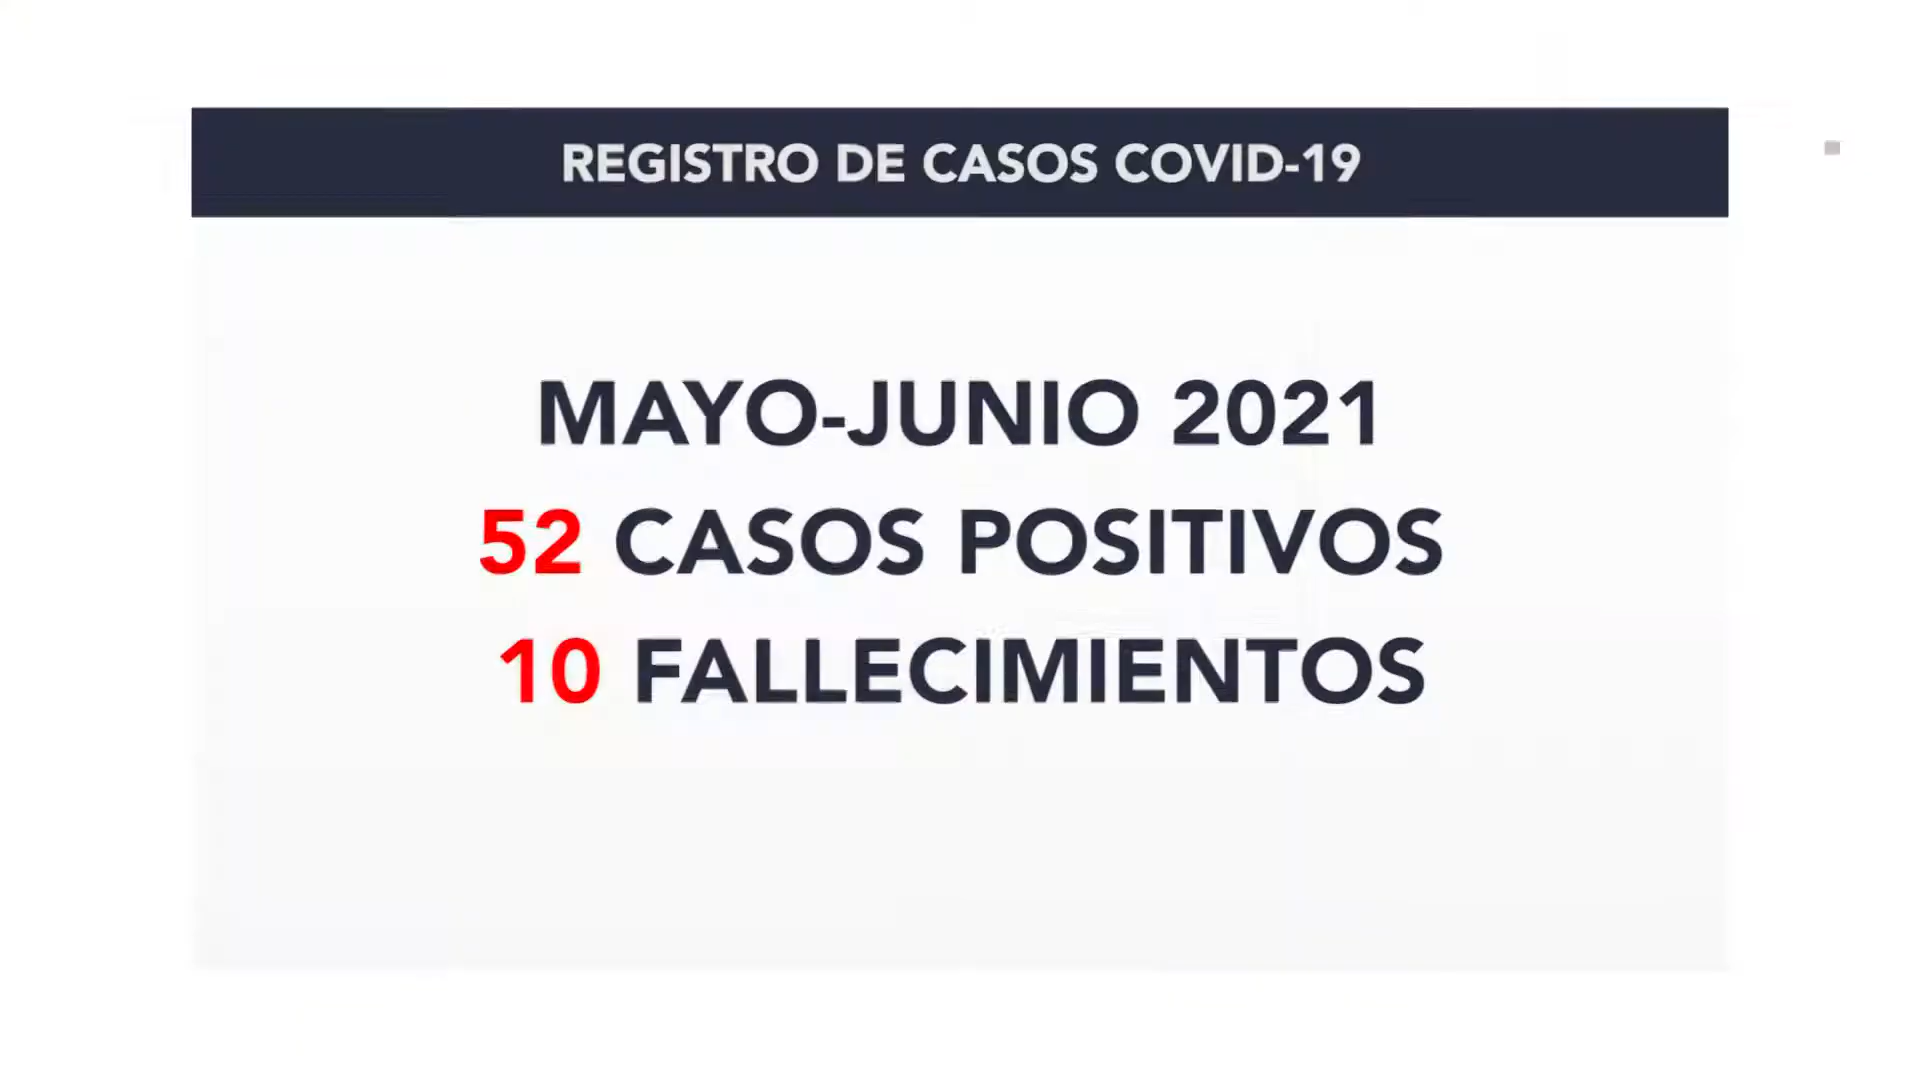 REGISTRO DE CASOS COVID-19
MAYO-JUNIO 2021
52 CASOS POSITIVOS
10 FALLECIMIENTOS